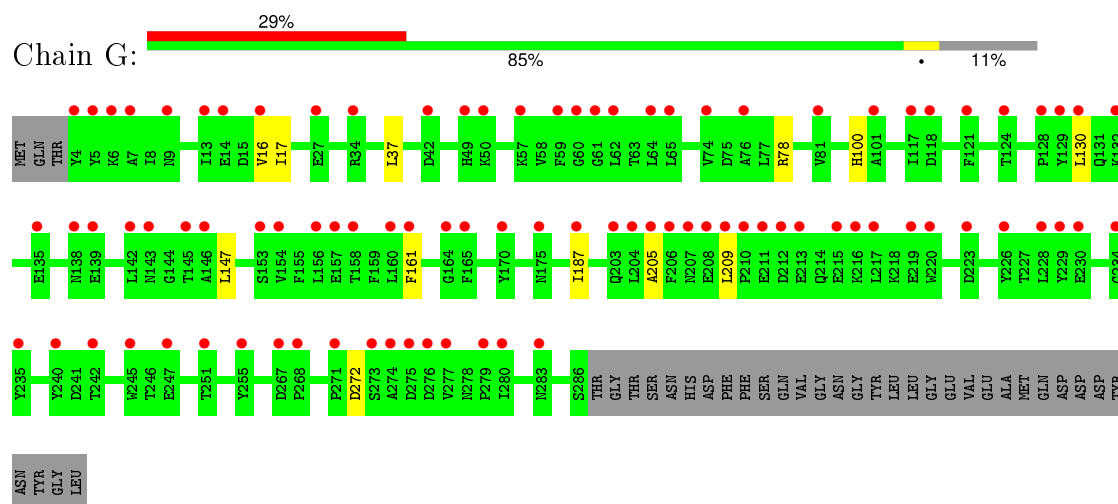 29%
Chain G:
85% • 11%
MET GLN THR Y4 Y5 K6 A7 I8 N9 I13 E14 D15 V16 I17 E27 R34 L37 D42 H49 K50 K57 V58 F59 G60 G61 L62 T63 L64 L65 V74 D75 A76 L77 R78 V81 H100 A101 I117 D118 F121 T124 P128 Y129 L130 Q131 K132
E135 N138 E139 L142 N143 G144 T145 A146 L147 S153 V154 F155 L156 E157 T158 F159 L160 F161 G164 F165 Y170 N175 I187 Q203 L204 A205 F206 N207 E208 L209 P210 E211 D212 E213 Q214 E215 K216 L217 K218 E219 W220 D223 Y226 T227 L228 Y229 E230 G234
Y235 Y240 D241 T242 W245 T246 E247 T251 Y255 D267 P268 P271 D272 S273 A274 D275 D276 V277 N278 P279 I280 N283 S286 THR GLY THR SER ASN HIS ASP PHE PHE SER GLN VAL GLY ASN GLY TYR LEU LEU GLY GLU VAL GLU ALA MET GLN ASP ASP ASP TYR
ASN TYR GLY LEU